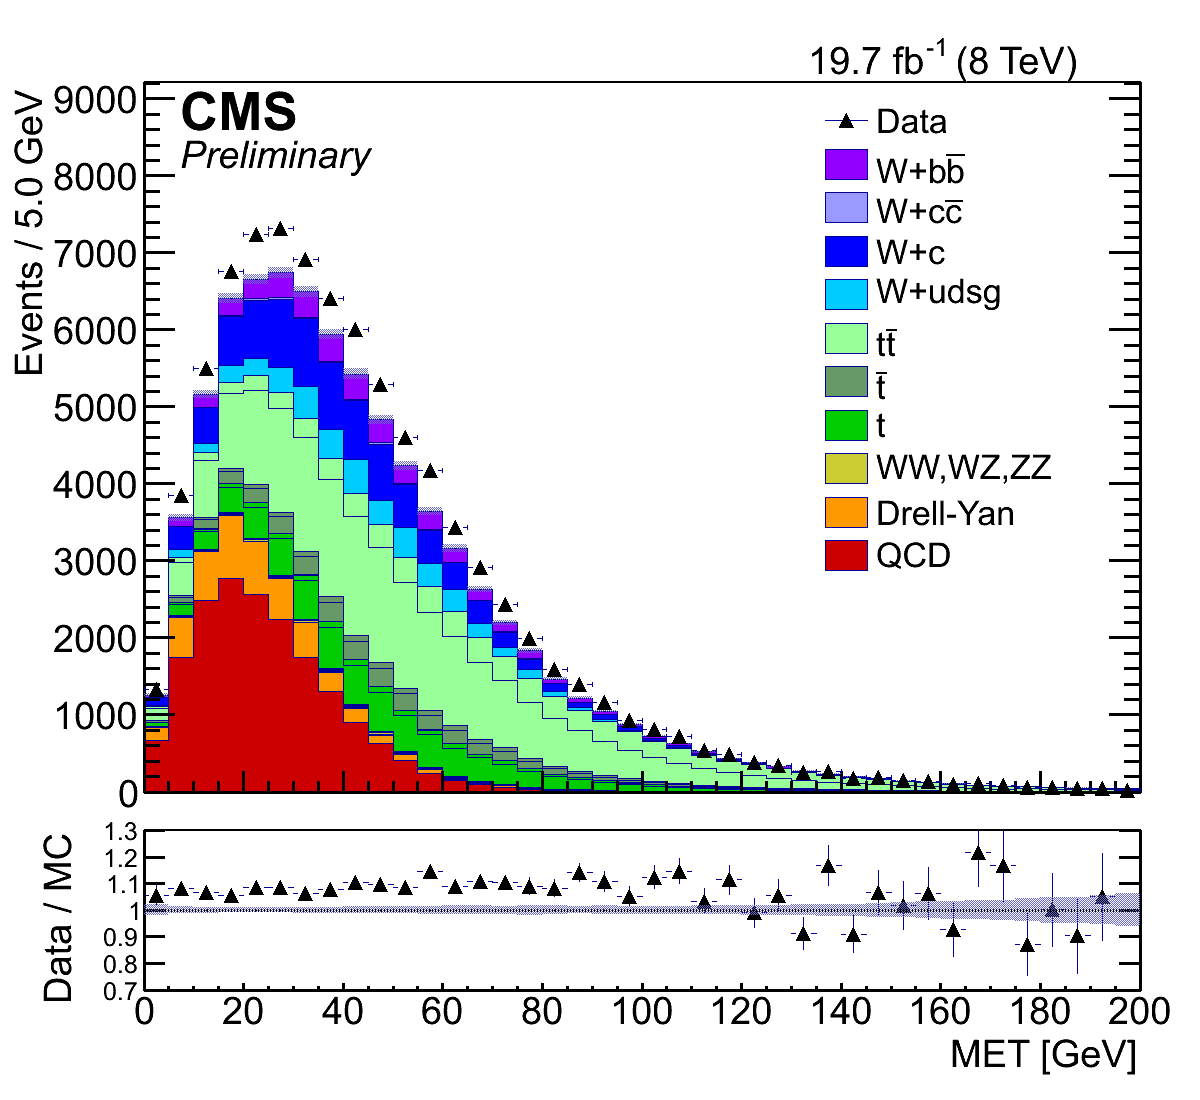 19.7 fb⁻¹ (8 TeV)
CMS
Preliminary
Events / 5.0 GeV
9000
8000
7000
6000
5000
4000
3000
2000
1000
0
Data
W+bb̅
W+cc̅
W+c
W+udsg
tt̅
t̅
t
WW,WZ,ZZ
Drell-Yan
QCD
Data / MC
1.3
1.2
1.1
1
0.9
0.8
0.7
0 20 40 60 80 100 120 140 160 180 200
MET [GeV]